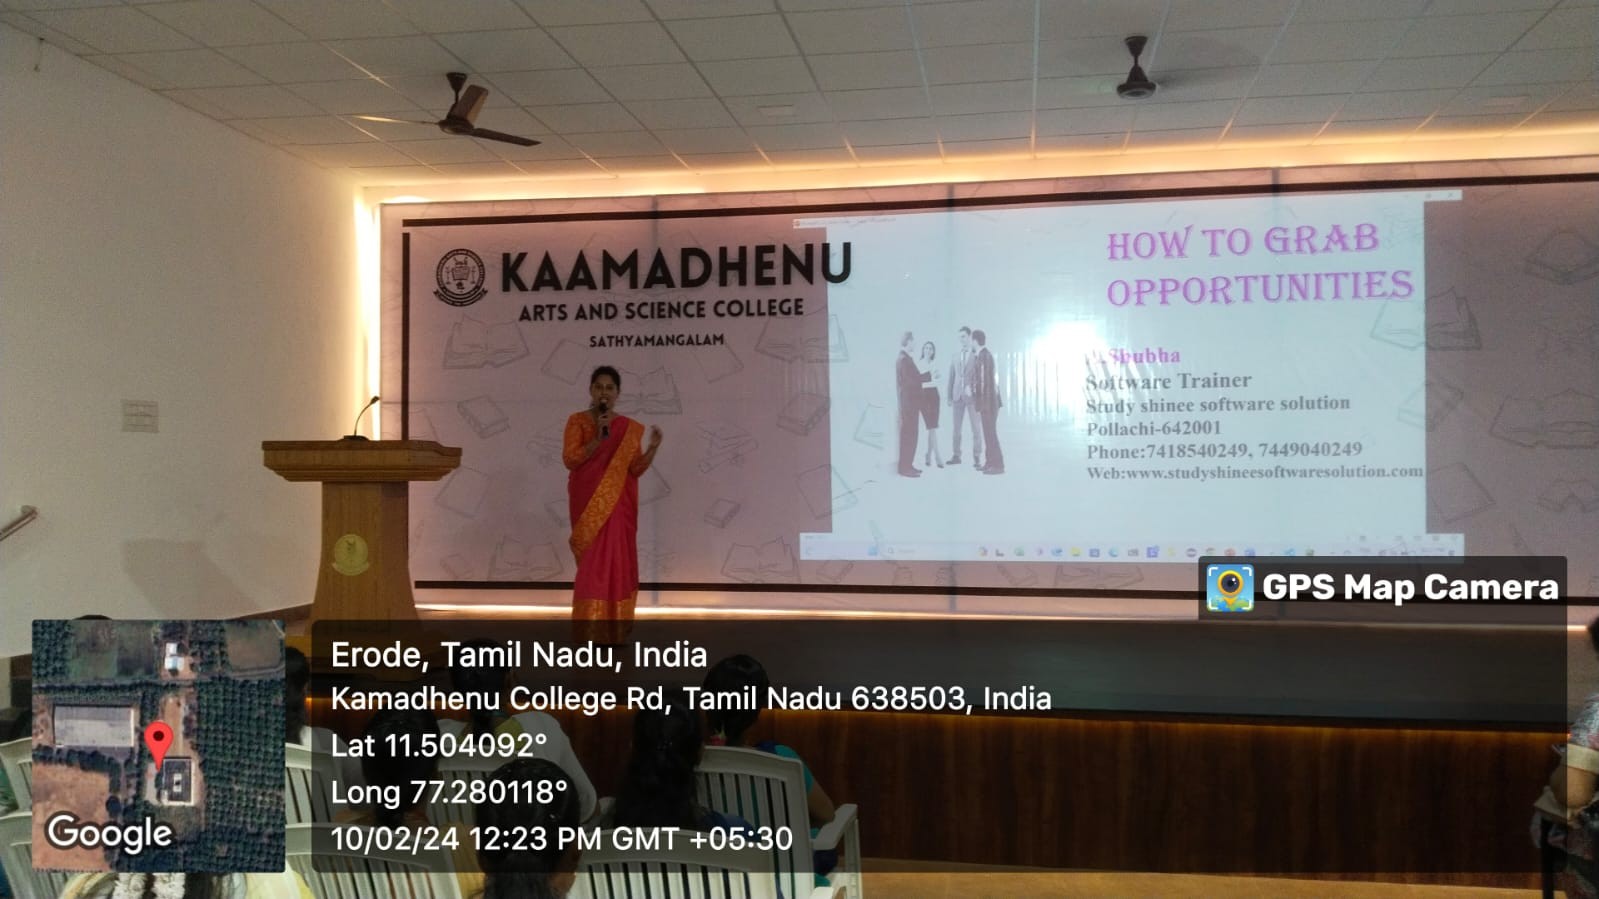 KAAMADHENU
ARTS AND SCIENCE COLLEGE
SATHYAMANGALAM
HOW TO GRAB
OPPORTUNITIES
Shubha
Software Trainer
Study shinee software solution
Pollachi-642001
Phone:7418540249, 7449040249
Web:www.studyshineesoftwaresolution.com
GPS Map Camera
Erode, Tamil Nadu, India
Kamadhenu College Rd, Tamil Nadu 638503, India
Lat 11.504092°
Long 77.280118°
10/02/24 12:23 PM GMT +05:30
Google